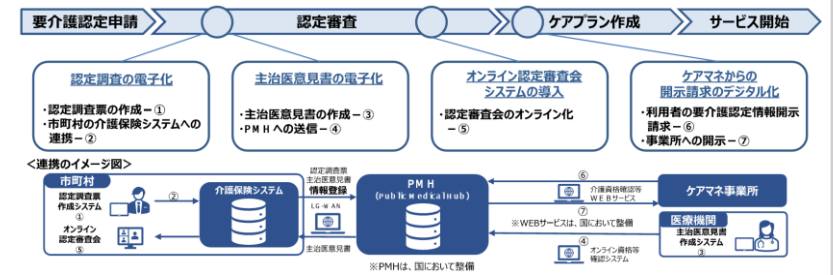 要介護認定申請
認定審査
ケアプラン作成
サービス開始
認定調査の電子化
・認定調査票の作成－①
・市町村の介護保険システムへの
連携－②
主治医意見書の電子化
・主治医意見書の作成－③
・PMHへの送信－④
オンライン認定審査会
システムの導入
・認定審査会のオンライン化
－⑤
ケアマネからの
開示請求のデジタル化
・利用者の要介護認定情報開示
請求－⑥
・事業所への開示－⑦
＜連携のイメージ図＞
市町村
認定調査票
作成システム
①
オンライン
認定審査会
⑤
②
介護保険システム
認定調査票
主治医意見書
情報登録
LG-WAN
主治医意見書
PMH
(Public Medical Hub)
※PMHは、国において整備
⑥
介護資格確認等
WEBサービス
⑦
※WEBサービスは、国において整備
④
オンライン資格等
確認システム
ケアマネ事業所
医療機関
主治医意見書
作成システム
③